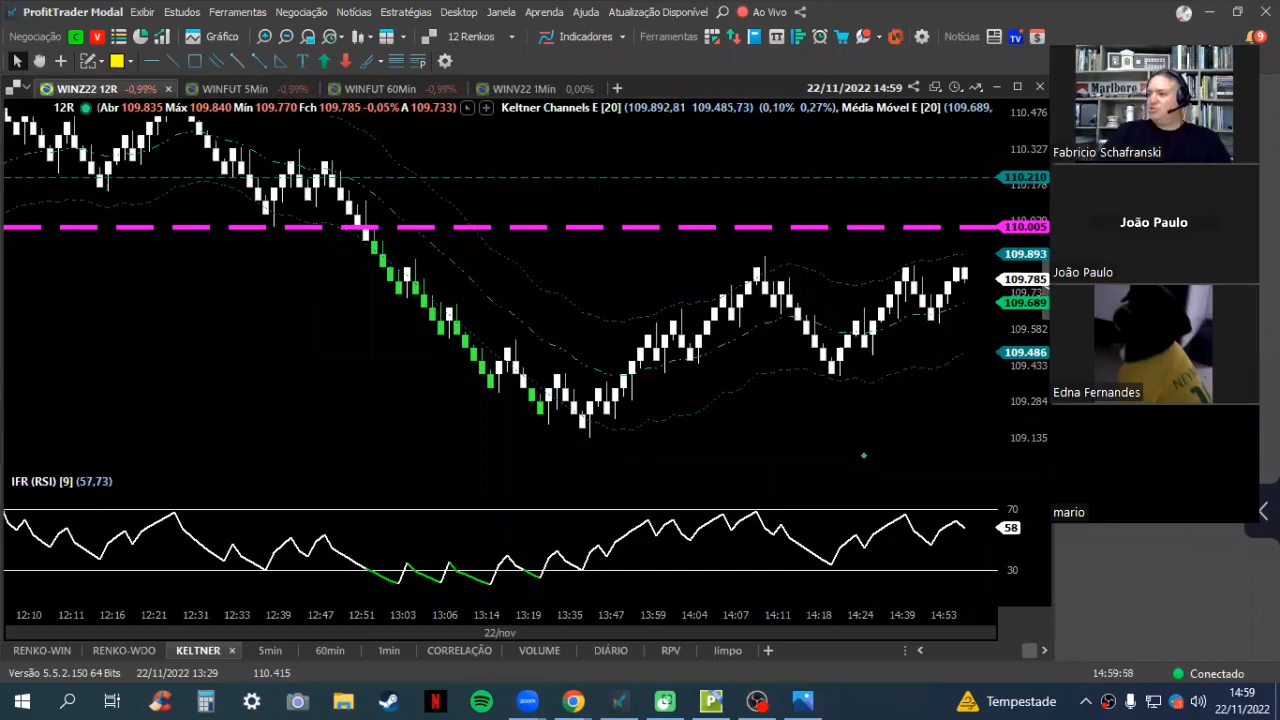 ProfitTrader Modal Exibir Estudos Ferramentas Negociação Notícias Estratégias Desktop Janela Aprenda Ajuda Atualização Disponível Ao Vivo
Negociação C V Gráfico 12 Renkos Indicadores Ferramentas Notícias 9
WINZ22 12R -0,99% WINFUT 5Min -0,99% WINFUT 60Min -0,99% WINV22 1Min 0,00% 22/11/2022 14:59
12R (Abr 109.835 Máx 109.840 Min 109.770 Fch 109.785 -0,05% A 109.733) Keltner Channels E [20] (109.892,81 109.485,73) (0,10% 0,27%), Média Móvel E [20] (109.689,
110.476
110.327
110.210
110.178
110.005
109.893
109.785
109.689
109.582
109.486
109.433
109.284
109.135
IFR (RSI) [9] (57,73)
70
58
30
12:10 12:11 12:16 12:21 12:31 12:33 12:39 12:47 12:51 13:03 13:06 13:14 13:19 13:35 13:47 13:59 14:04 14:07 14:11 14:18 14:24 14:39 14:53
22/nov
RENKO-WIN RENKO-WDO KELTNER 5min 60min 1min CORRELAÇÃO VOLUME DIÁRIO RPV limpo
Versão 5.5.2.150 64 Bits 22/11/2022 13:29 110.415 14:59:58 Conectado
Marlboro
Fabricio Schafranski
João Paulo
João Paulo
Edna Fernandes
mario
zoom
Tempestade
14:59
22/11/2022